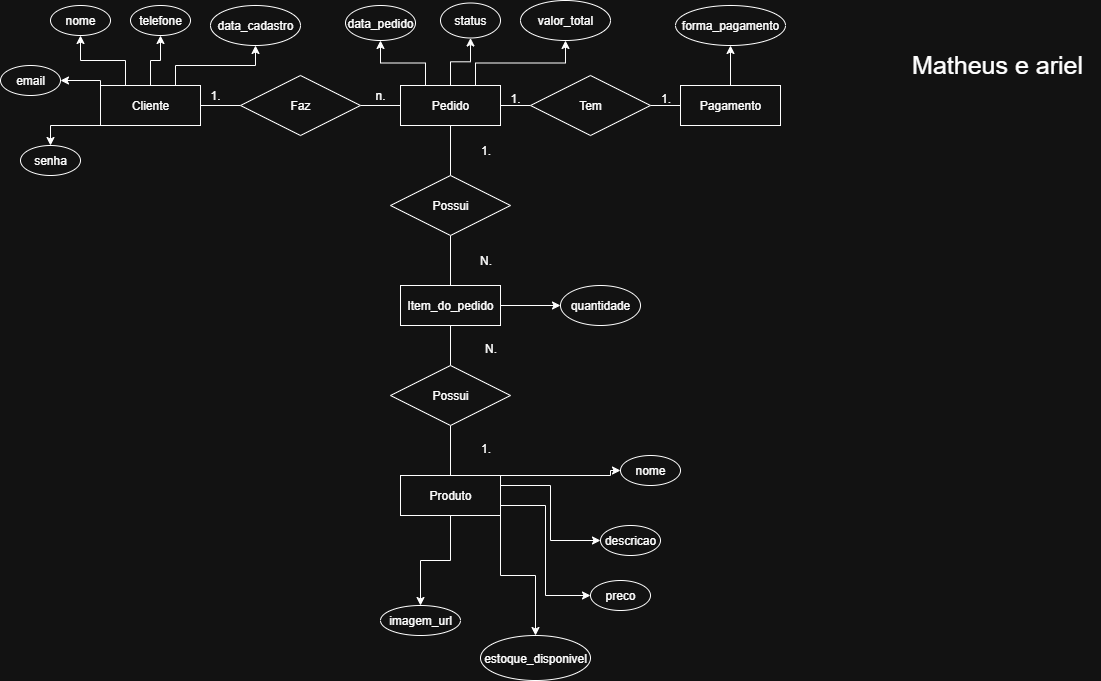 nome
telefone
data_cadastro
data_pedido
status
valor_total
forma_pagamento
Matheus e ariel
email
Cliente
1.
Faz
n.
Pedido
1.
Tem
1.
Pagamento
senha
1.
Possui
N.
Item_do_pedido
quantidade
N.
Possui
1.
nome
Produto
descricao
preco
imagem_url
estoque_disponivel